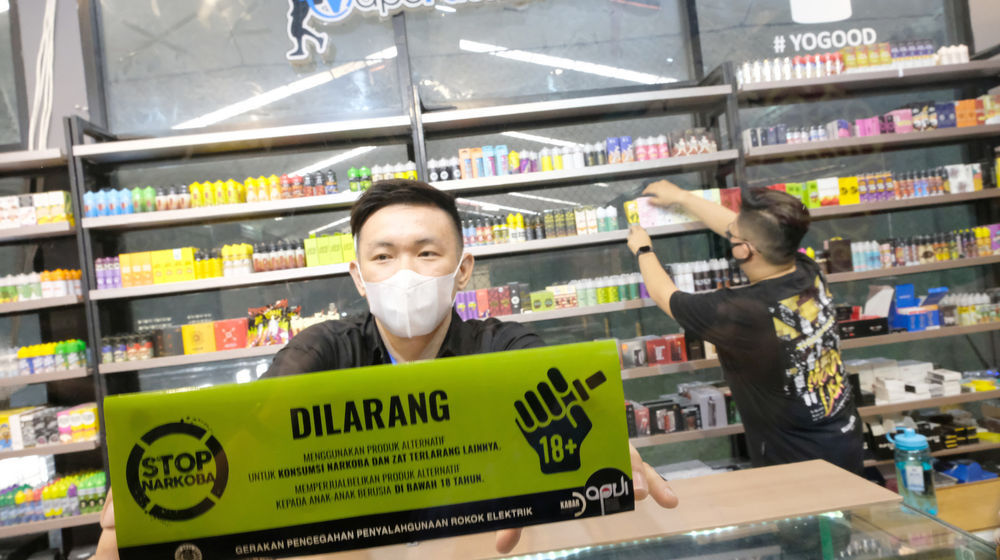 # YOGOOD
DILARANG
MENGGUNAKAN PRODUK ALTERNATIF
UNTUK KONSUMSI NARKOBA DAN ZAT TERLARANG LAINNYA.
MEMPERJUALBELIKAN PRODUK ALTERNATIF
KEPADA ANAK-ANAK BERUSIA DI BAWAH 18 TAHUN.
STOP
NARKOBA
18+
KABAR
GERAKAN PENCEGAHAN PENYALAHGUNAAN ROKOK ELEKTRIK